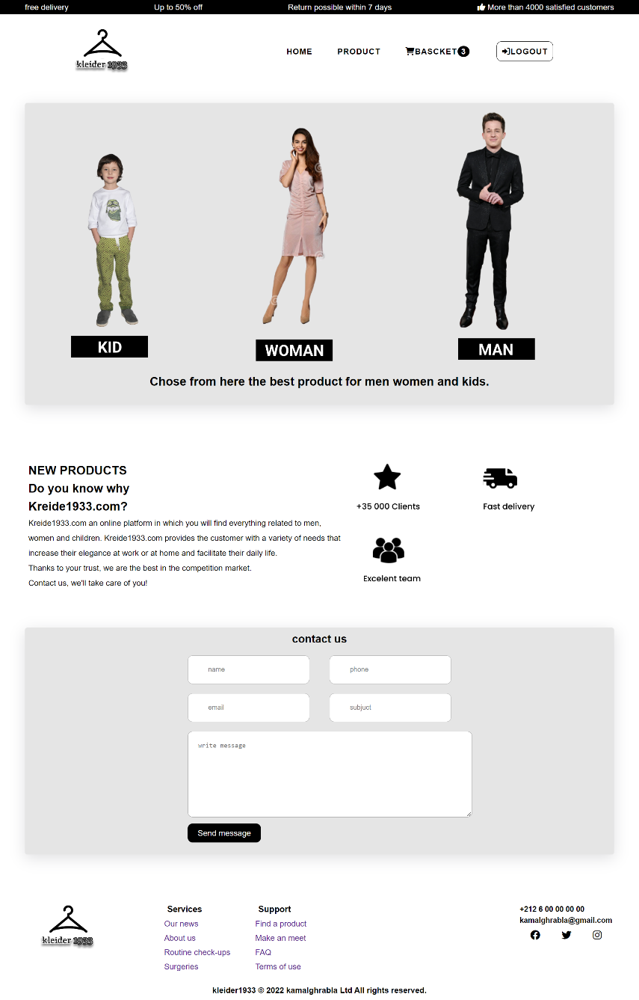 free delivery
Up to 50% off
Return possible within 7 days
More than 4000 satisfied customers
kleider 1933
HOME
PRODUCT
BASCKET 3
LOGOUT
KID
WOMAN
MAN
Chose from here the best product for men women and kids.
NEW PRODUCTS
Do you know why
Kreide1933.com?
Kreide1933.com an online platform in which you will find everything related to men,
women and children. Kreide1933.com provides the customer with a variety of needs that
increase their elegance at work or at home and facilitate their daily life.
Thanks to your trust, we are the best in the competition market.
Contact us, we'll take care of you!
+35 000 Clients
Fast delivery
Excelent team
contact us
name
phone
email
subjuct
write message
Send message
kleider 1933
Services
Our news
About us
Routine check-ups
Surgeries
Support
Find a product
Make an meet
FAQ
Terms of use
+212 6 00 00 00 00
kamalghrabla@gmail.com
kleider1933 © 2022 kamalghrabla Ltd All rights reserved.